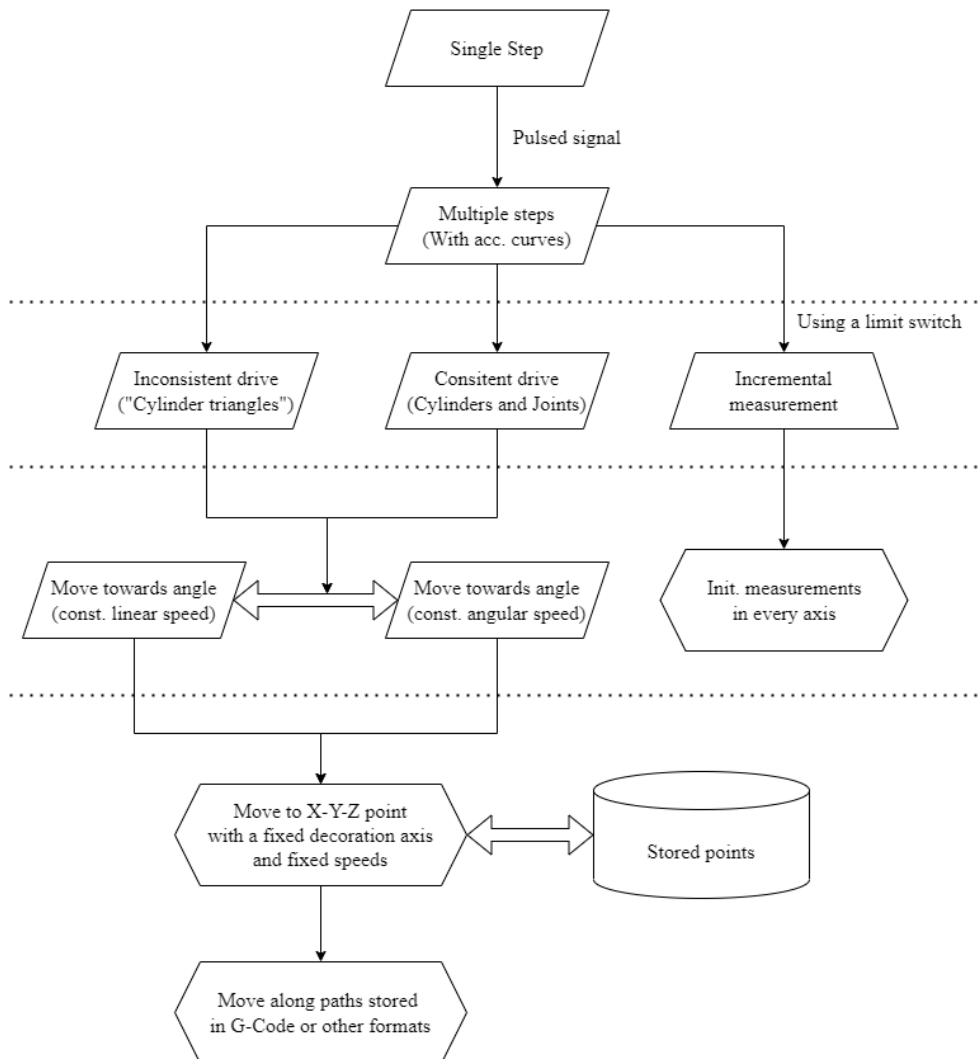 Single Step
Pulsed signal
Multiple steps
(With acc. curves)
Using a limit switch
Inconsistent drive
("Cylinder triangles")
Consitent drive
(Cylinders and Joints)
Incremental
measurement
Move towards angle
(const. linear speed)
Move towards angle
(const. angular speed)
Init. measurements
in every axis
Move to X-Y-Z point
with a fixed decoration axis
and fixed speeds
Stored points
Move along paths stored
in G-Code or other formats